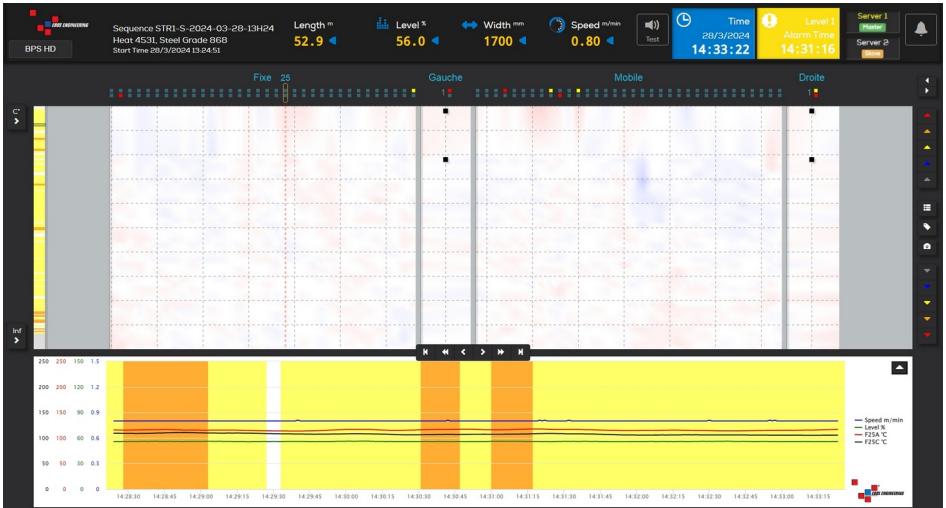 EBDS ENGINEERING
BPS HD
Sequence STR1-S-2024-03-28-13H24
Heat 4531, Steel Grade 868
Start Time 28/3/2024 13:24:51
Length m
52.9
Level %
56.0
Width mm
1700
Speed m/min
0.80
Test
Time
28/3/2024
14:33:22
Level 1
Alarm Time
14:31:16
Server 1
Master
Server 2
Slave
Fixe 25
Gauche
Mobile
Droite
1
1
C°
Inf
250 250 150 1.5
200 200 120 1.2
150 150 90 0.9
100 100 60 0.6
50 50 30 0.3
0 0 0 0
Speed m/min
Level %
F25A °C
F25C °C
14:28:30 14:28:45 14:29:00 14:29:15 14:29:30 14:29:45 14:30:00 14:30:15 14:30:30 14:30:45 14:31:00 14:31:15 14:31:30 14:31:45 14:32:00 14:32:15 14:32:30 14:32:45 14:33:00 14:33:15
EBDS ENGINEERING